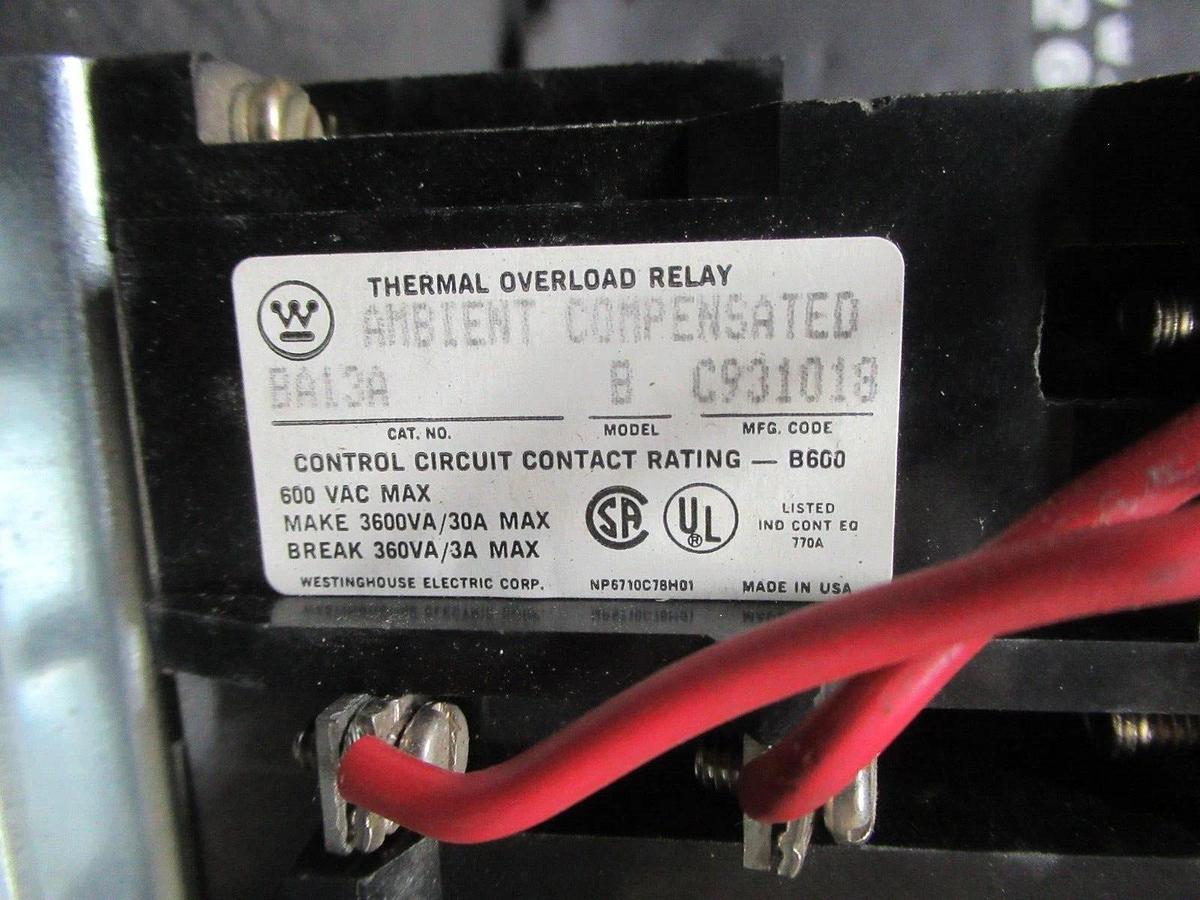 THERMAL OVERLOAD RELAY
W
AMBIENT COMPENSATED
BA13A B C931018
CAT. NO. MODEL MFG. CODE
CONTROL CIRCUIT CONTACT RATING — B600
600 VAC MAX
MAKE 3600VA/30A MAX
BREAK 360VA/3A MAX
SA UL ®
LISTED
IND CONT EQ
770A
WESTINGHOUSE ELECTRIC CORP. NP6710C78H01 MADE IN USA